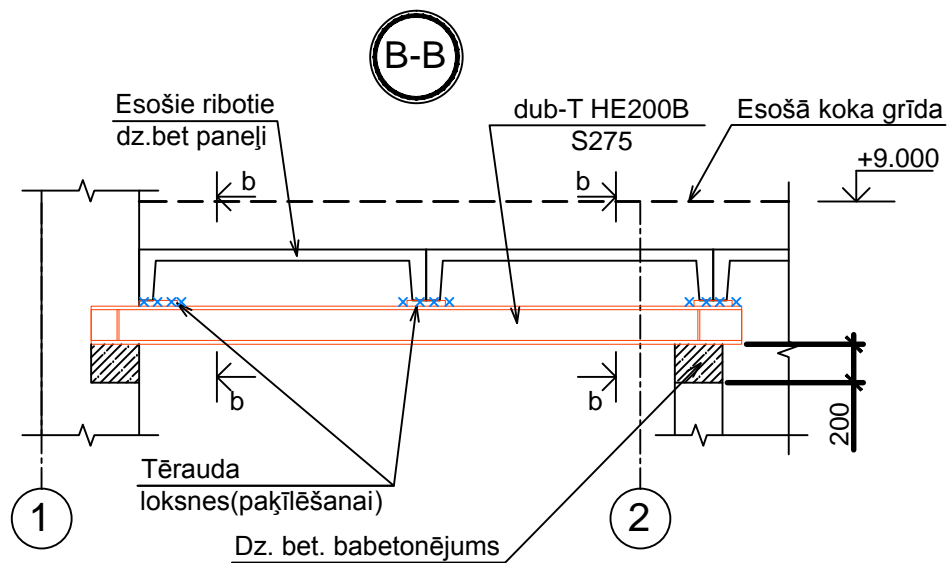 B-B
Esošie ribotie
dz.bet paneļi
dub-T HE200B
S275
Esošā koka grīda
+9.000
b
b
b
b
200
Tērauda
loksnes(paķīlēšanai)
1
2
Dz. bet. babetonējums